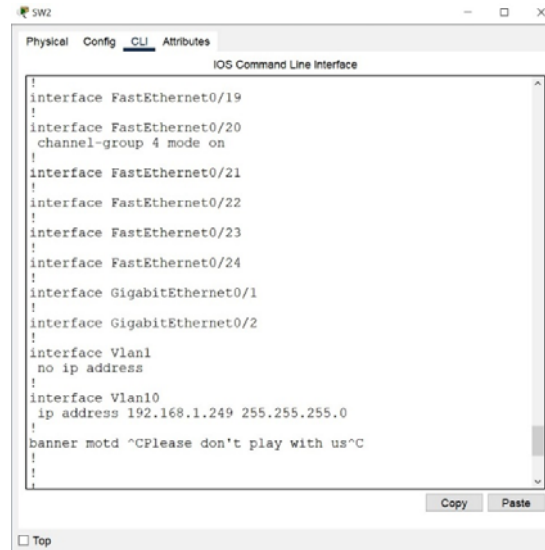 SW2
Physical Config CLI Attributes
IOS Command Line Interface
!
interface FastEthernet0/19
!
interface FastEthernet0/20
channel-group 4 mode on
!
interface FastEthernet0/21
!
interface FastEthernet0/22
!
interface FastEthernet0/23
!
interface FastEthernet0/24
!
interface GigabitEthernet0/1
!
interface GigabitEthernet0/2
!
interface Vlan1
no ip address
!
interface Vlan10
ip address 192.168.1.249 255.255.255.0
!
banner motd ^CPlease don't play with us^C
!
!
!
Copy Paste
Top